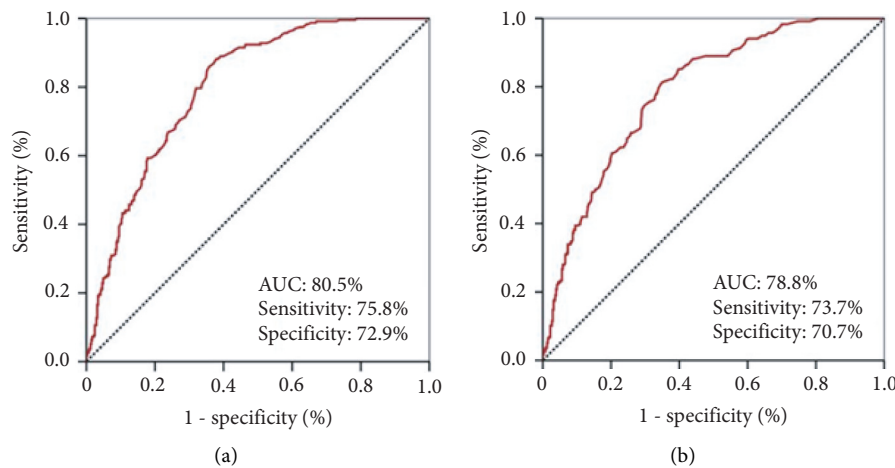 1.0
0.8
0.6
0.4
0.2
0.0
Sensitivity (%)
AUC: 80.5%
Sensitivity: 75.8%
Specificity: 72.9%
0 0.2 0.4 0.6 0.8 1.0
1 - specificity (%)
(a)
1.0
0.8
0.6
0.4
0.2
0.0
Sensitivity (%)
AUC: 78.8%
Sensitivity: 73.7%
Specificity: 70.7%
0 0.2 0.4 0.6 0.8 1.0
1 - specificity (%)
(b)